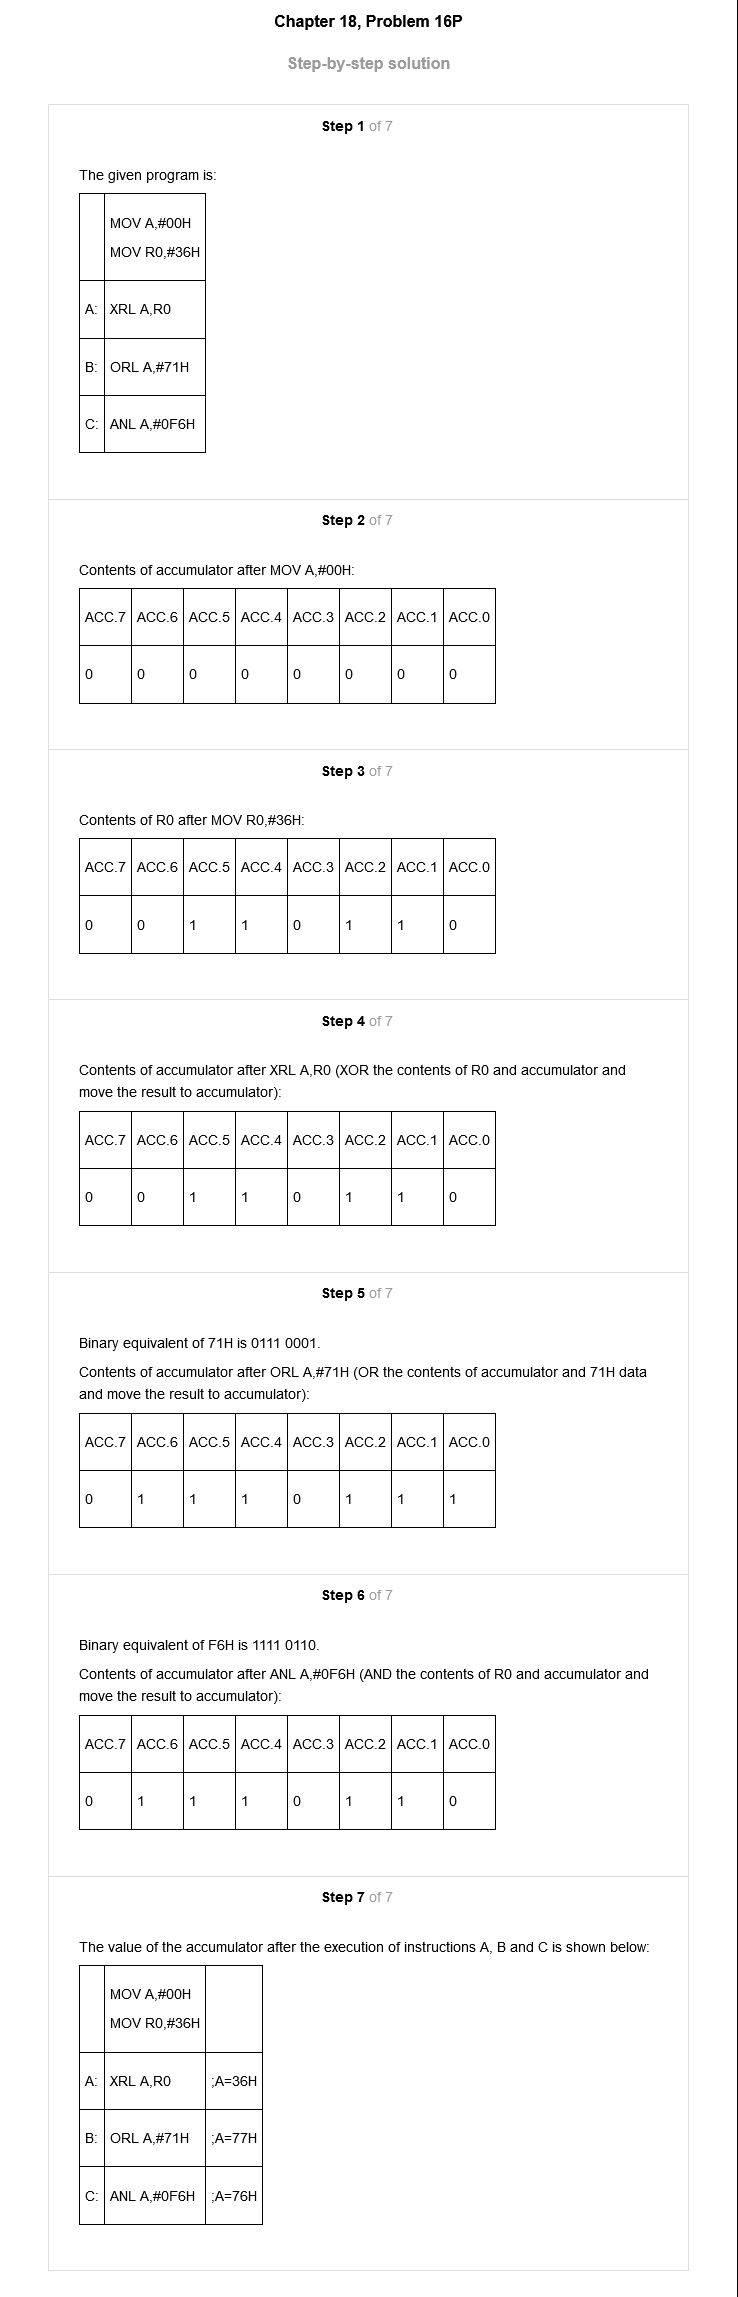 Chapter 18, Problem 16P
Step-by-step solution
Step 1 of 7
The given program is:
MOV A,#00H
MOV R0,#36H
A: XRL A,R0
B: ORL A,#71H
C: ANL A,#0F6H
Step 2 of 7
Contents of accumulator after MOV A,#00H:
ACC.7 ACC.6 ACC.5 ACC.4 ACC.3 ACC.2 ACC.1 ACC.0
0 0 0 0 0 0 0 0
Step 3 of 7
Contents of R0 after MOV R0,#36H:
ACC.7 ACC.6 ACC.5 ACC.4 ACC.3 ACC.2 ACC.1 ACC.0
0 0 1 1 0 1 1 0
Step 4 of 7
Contents of accumulator after XRL A,R0 (XOR the contents of R0 and accumulator and
move the result to accumulator):
ACC.7 ACC.6 ACC.5 ACC.4 ACC.3 ACC.2 ACC.1 ACC.0
0 0 1 1 0 1 1 0
Step 5 of 7
Binary equivalent of 71H is 0111 0001.
Contents of accumulator after ORL A,#71H (OR the contents of accumulator and 71H data
and move the result to accumulator):
ACC.7 ACC.6 ACC.5 ACC.4 ACC.3 ACC.2 ACC.1 ACC.0
0 1 1 1 0 1 1 1
Step 6 of 7
Binary equivalent of F6H is 1111 0110.
Contents of accumulator after ANL A,#0F6H (AND the contents of R0 and accumulator and
move the result to accumulator):
ACC.7 ACC.6 ACC.5 ACC.4 ACC.3 ACC.2 ACC.1 ACC.0
0 1 1 1 0 1 1 0
Step 7 of 7
The value of the accumulator after the execution of instructions A, B and C is shown below:
MOV A,#00H
MOV R0,#36H
A: XRL A,R0 ;A=36H
B: ORL A,#71H ;A=77H
C: ANL A,#0F6H ;A=76H